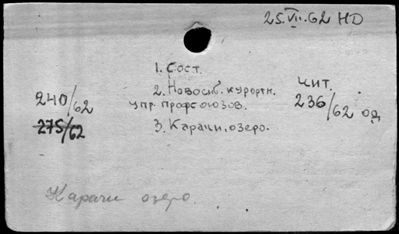 25.VII.62 НО
1. Сост.
2. Новосиб. курортн.
упр. профсоюзов.
3. Карачи, озеро.
240/62
275/62
чит.
236/62 од
Карачи озеро.